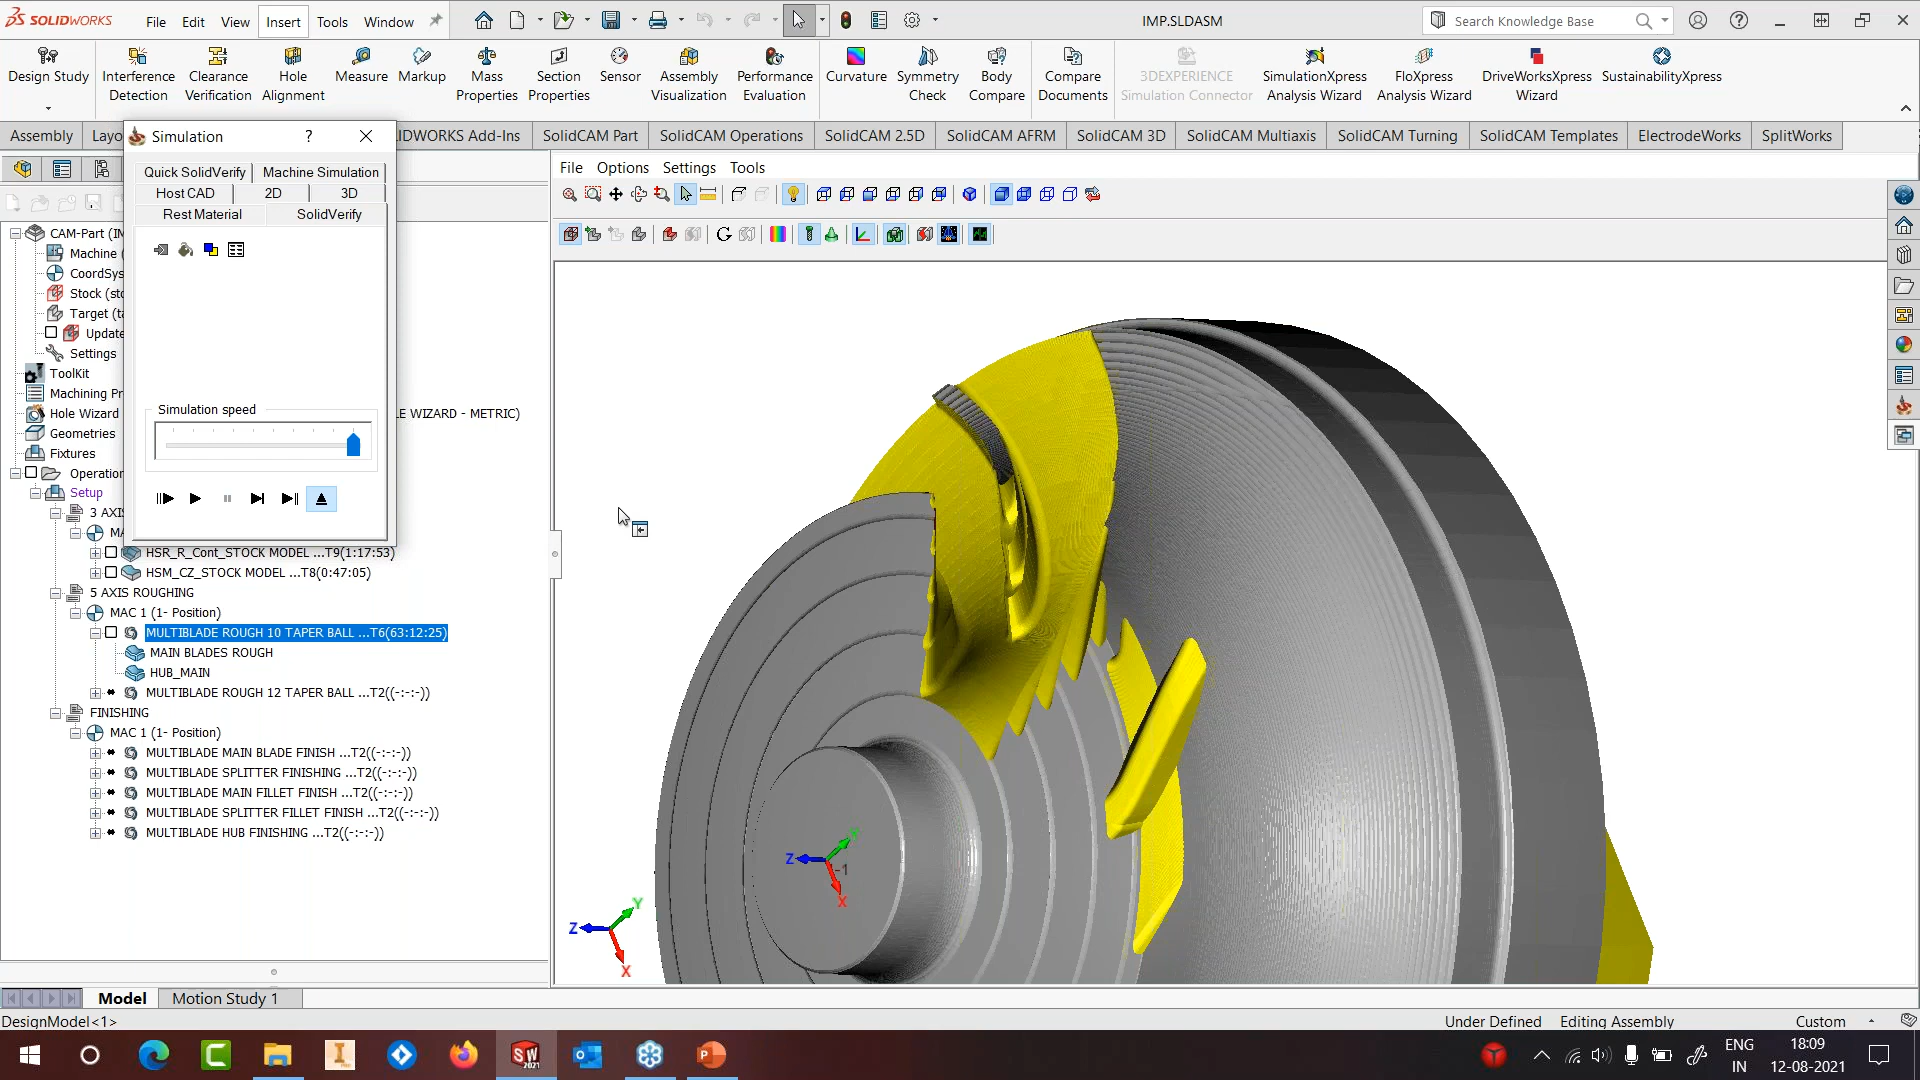 SOLIDWORKS File Edit View Insert Tools Window IMP.SLDASM Search Knowledge Base
Design Study Interference Detection Clearance Verification Hole Alignment Measure Markup Mass Properties Section Properties Sensor Assembly Visualization Performance Evaluation Curvature Symmetry Check Body Compare Compare Documents 3DEXPERIENCE Simulation Connector SimulationXpress Analysis Wizard FloXpress Analysis Wizard DriveWorksXpress Wizard SustainabilityXpress
Assembly Layo LIDWORKS Add-Ins SolidCAM Part SolidCAM Operations SolidCAM 2.5D SolidCAM AFRM SolidCAM 3D SolidCAM Multiaxis SolidCAM Turning SolidCAM Templates ElectrodeWorks SplitWorks
Simulation ?
Quick SolidVerify Machine Simulation
Host CAD 2D 3D
Rest Material SolidVerify
Simulation speed
File Options Settings Tools
CAM-Part (IM
Machine (
CoordSys
Stock (sto
Target (ta
Update
Settings
ToolKit
Machining Pr
Hole Wizard LE WIZARD - METRIC)
Geometries
Fixtures
Operation
Setup
3 AXIS
MA
HSR_R_Cont_STOCK MODEL ...T9(1:17:53)
HSM_CZ_STOCK MODEL ...T8(0:47:05)
5 AXIS ROUGHING
MAC 1 (1- Position)
MULTIBLADE ROUGH 10 TAPER BALL ...T6(63:12:25)
MAIN BLADES ROUGH
HUB_MAIN
MULTIBLADE ROUGH 12 TAPER BALL ...T2((-:-:-))
FINISHING
MAC 1 (1- Position)
MULTIBLADE MAIN BLADE FINISH ...T2((-:-:-))
MULTIBLADE SPLITTER FINISHING ...T2((-:-:-))
MULTIBLADE MAIN FILLET FINISH ...T2((-:-:-))
MULTIBLADE SPLITTER FILLET FINISH ...T2((-:-:-))
MULTIBLADE HUB FINISHING ...T2((-:-:-))
Z -1
X
Y
Z
X
Model Motion Study 1
DesignModel<1> Under Defined Editing Assembly Custom
SW 2021
ENG
IN
18:09
12-08-2021